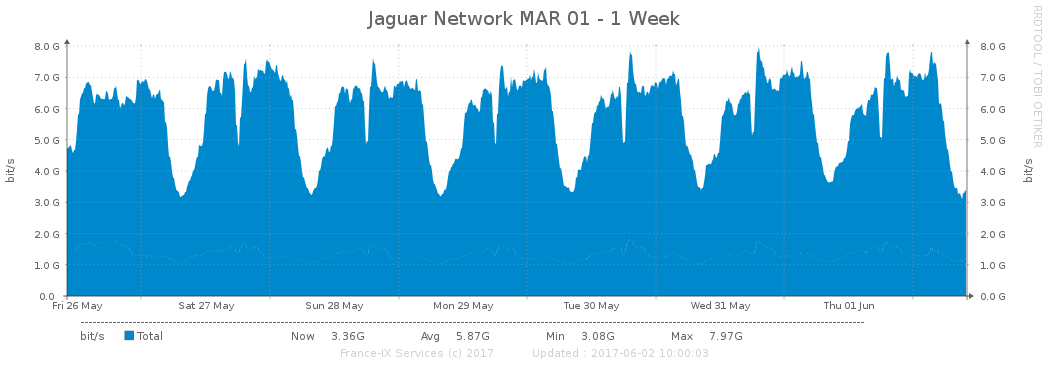 Jaguar Network MAR 01 - 1 Week
RRDTOOL / TOBI OETIKER
8.0 G 8.0 G
7.0 G 7.0 G
6.0 G 6.0 G
5.0 G 5.0 G
4.0 G 4.0 G
3.0 G 3.0 G
2.0 G 2.0 G
1.0 G 1.0 G
0.0 0.0 G
bit/s bit/s
Fri 26 May Sat 27 May Sun 28 May Mon 29 May Tue 30 May Wed 31 May Thu 01 Jun
bit/s Total Now 3.36G Avg 5.87G Min 3.08G Max 7.97G
France-IX Services (c) 2017 Updated : 2017-06-02 10:00:03